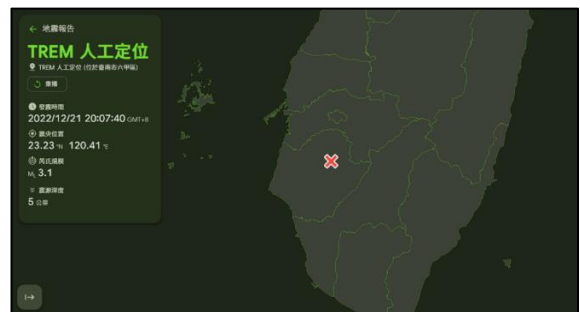 ← 地震報告
TREM 人工定位
TREM 人工定位 (位於臺南市六甲區)
重播
發震時間
2022/12/21 20:07:40 GMT+8
震央位置
23.23 °N 120.41 °E
芮氏規模
ML 3.1
震源深度
5 公里